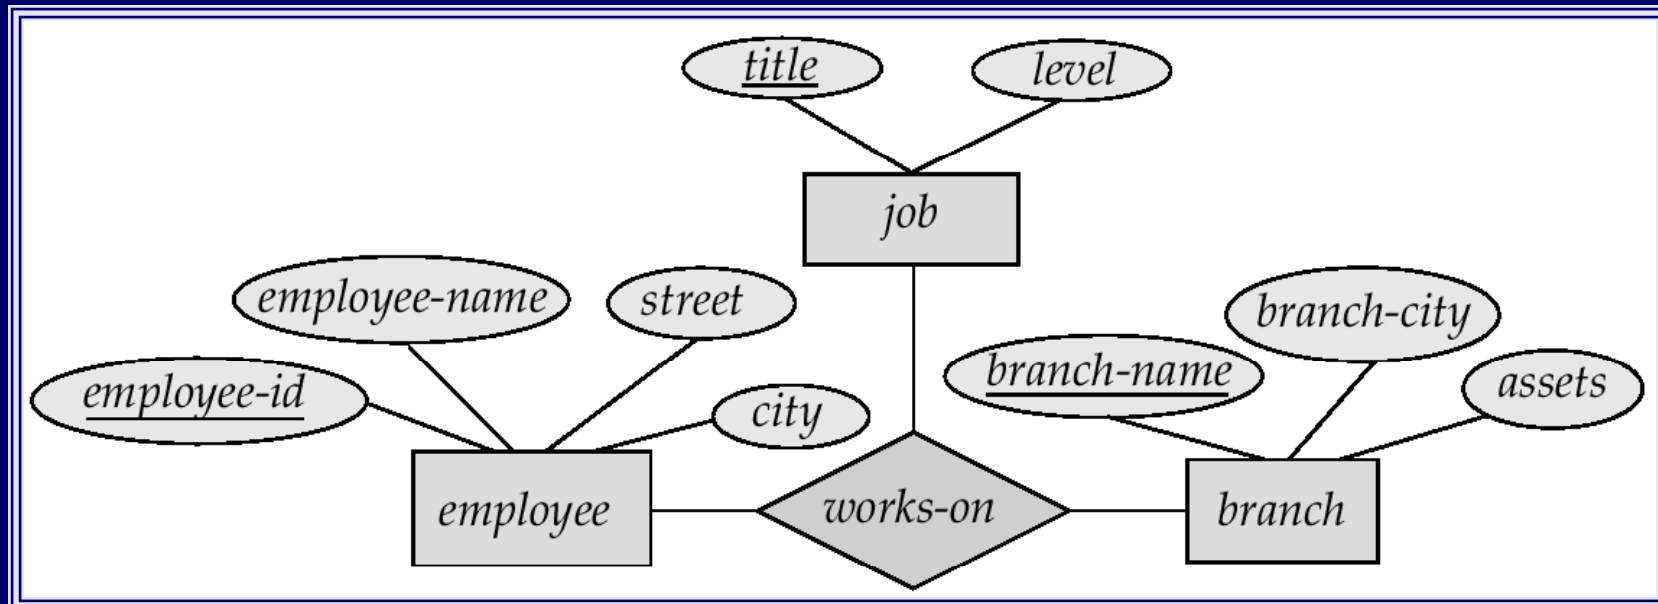 title
level
job
employee-name
street
branch-city
employee-id
branch-name
assets
city
employee
works-on
branch